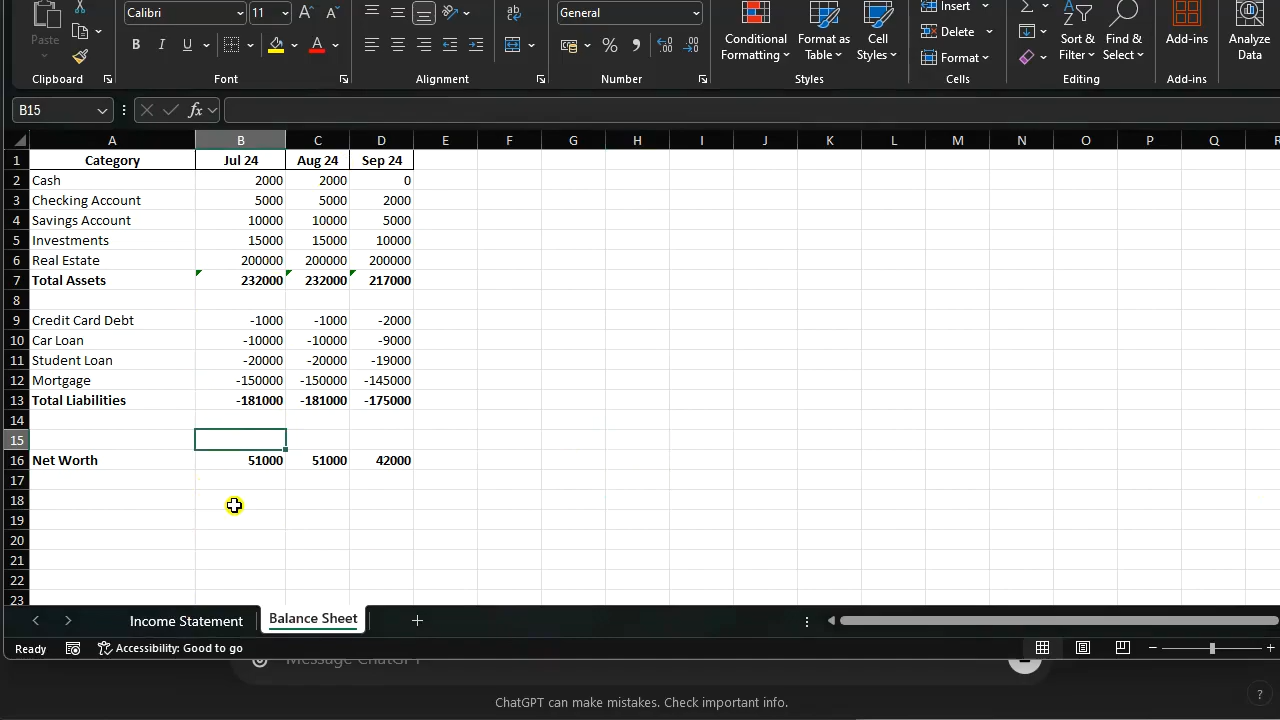 Calibri 11 General
Paste
B I U
Conditional Formatting Format as Table Cell Styles
Insert
Delete
Format
Sort & Filter Find & Select
Add-ins
Analyze Data
Clipboard Font Alignment Number Styles Cells Editing Add-ins
B15 fx
A B C D E F G H I J K L M N O P Q R
1 Category Jul 24 Aug 24 Sep 24
2 Cash 2000 2000 0
3 Checking Account 5000 5000 2000
4 Savings Account 10000 10000 5000
5 Investments 15000 15000 10000
6 Real Estate 200000 200000 200000
7 Total Assets 232000 232000 217000
8
9 Credit Card Debt -1000 -1000 -2000
10 Car Loan -10000 -10000 -9000
11 Student Loan -20000 -20000 -19000
12 Mortgage -150000 -150000 -145000
13 Total Liabilities -181000 -181000 -175000
14
15
16 Net Worth 51000 51000 42000
17
18
19
20
21
22
23
Income Statement Balance Sheet +
Ready Accessibility: Good to go
Message ChatGPT
ChatGPT can make mistakes. Check important info.
?